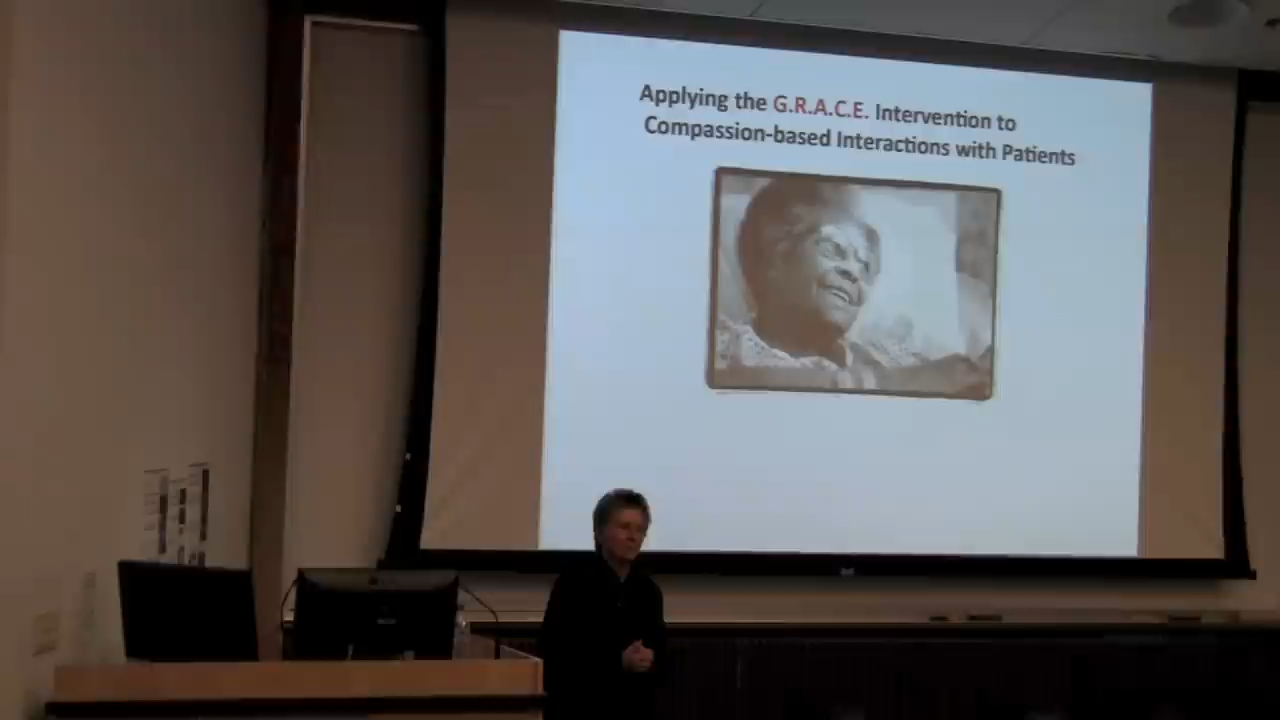 Applying the G.R.A.C.E. Intervention to
Compassion-based Interactions with Patients